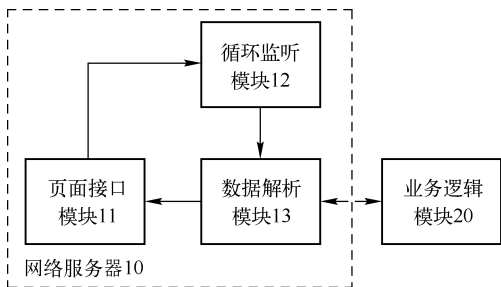 循环监听
模块12
页面接口
模块11
数据解析
模块13
业务逻辑
模块20
网络服务器10